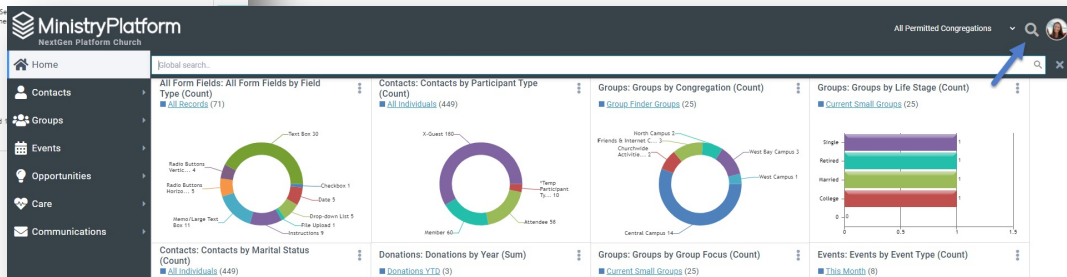 MinistryPlatform
NextGen Platform Church
All Permitted Congregations
Home
Contacts
Groups
Events
Opportunities
Care
Communications
Global search..
All Form Fields: All Form Fields by Field
Type (Count)
All Records (71)
Text Box 30
Radio Buttons
Vertic... 4
Radio Buttons
Horizo... 5
Memo/Large Text
Box 11
Checkbox 1
Date 5
Drop-down List 5
File Upload 1
Instructions 9
Contacts: Contacts by Participant Type
(Count)
All Individuals (449)
X-Guest 180
*Temp
Participant
Ty... 10
Attendee 56
Member 60
Groups: Groups by Congregation (Count)
Group Finder Groups (25)
North Campus 2
Friends & Internet C... 3
Churchwide
Activitie... 2
West Bay Campus 3
West Campus 1
Central Campus 14
Groups: Groups by Life Stage (Count)
Current Small Groups (25)
Single
1
Retired
1
Married
1
College
1
0
0
0
0.5
1
1.5
Contacts: Contacts by Marital Status
(Count)
All Individuals (449)
Donations: Donations by Year (Sum)
Donations YTD (3)
Groups: Groups by Group Focus (Count)
Current Small Groups (25)
Events: Events by Event Type (Count)
This Month (8)